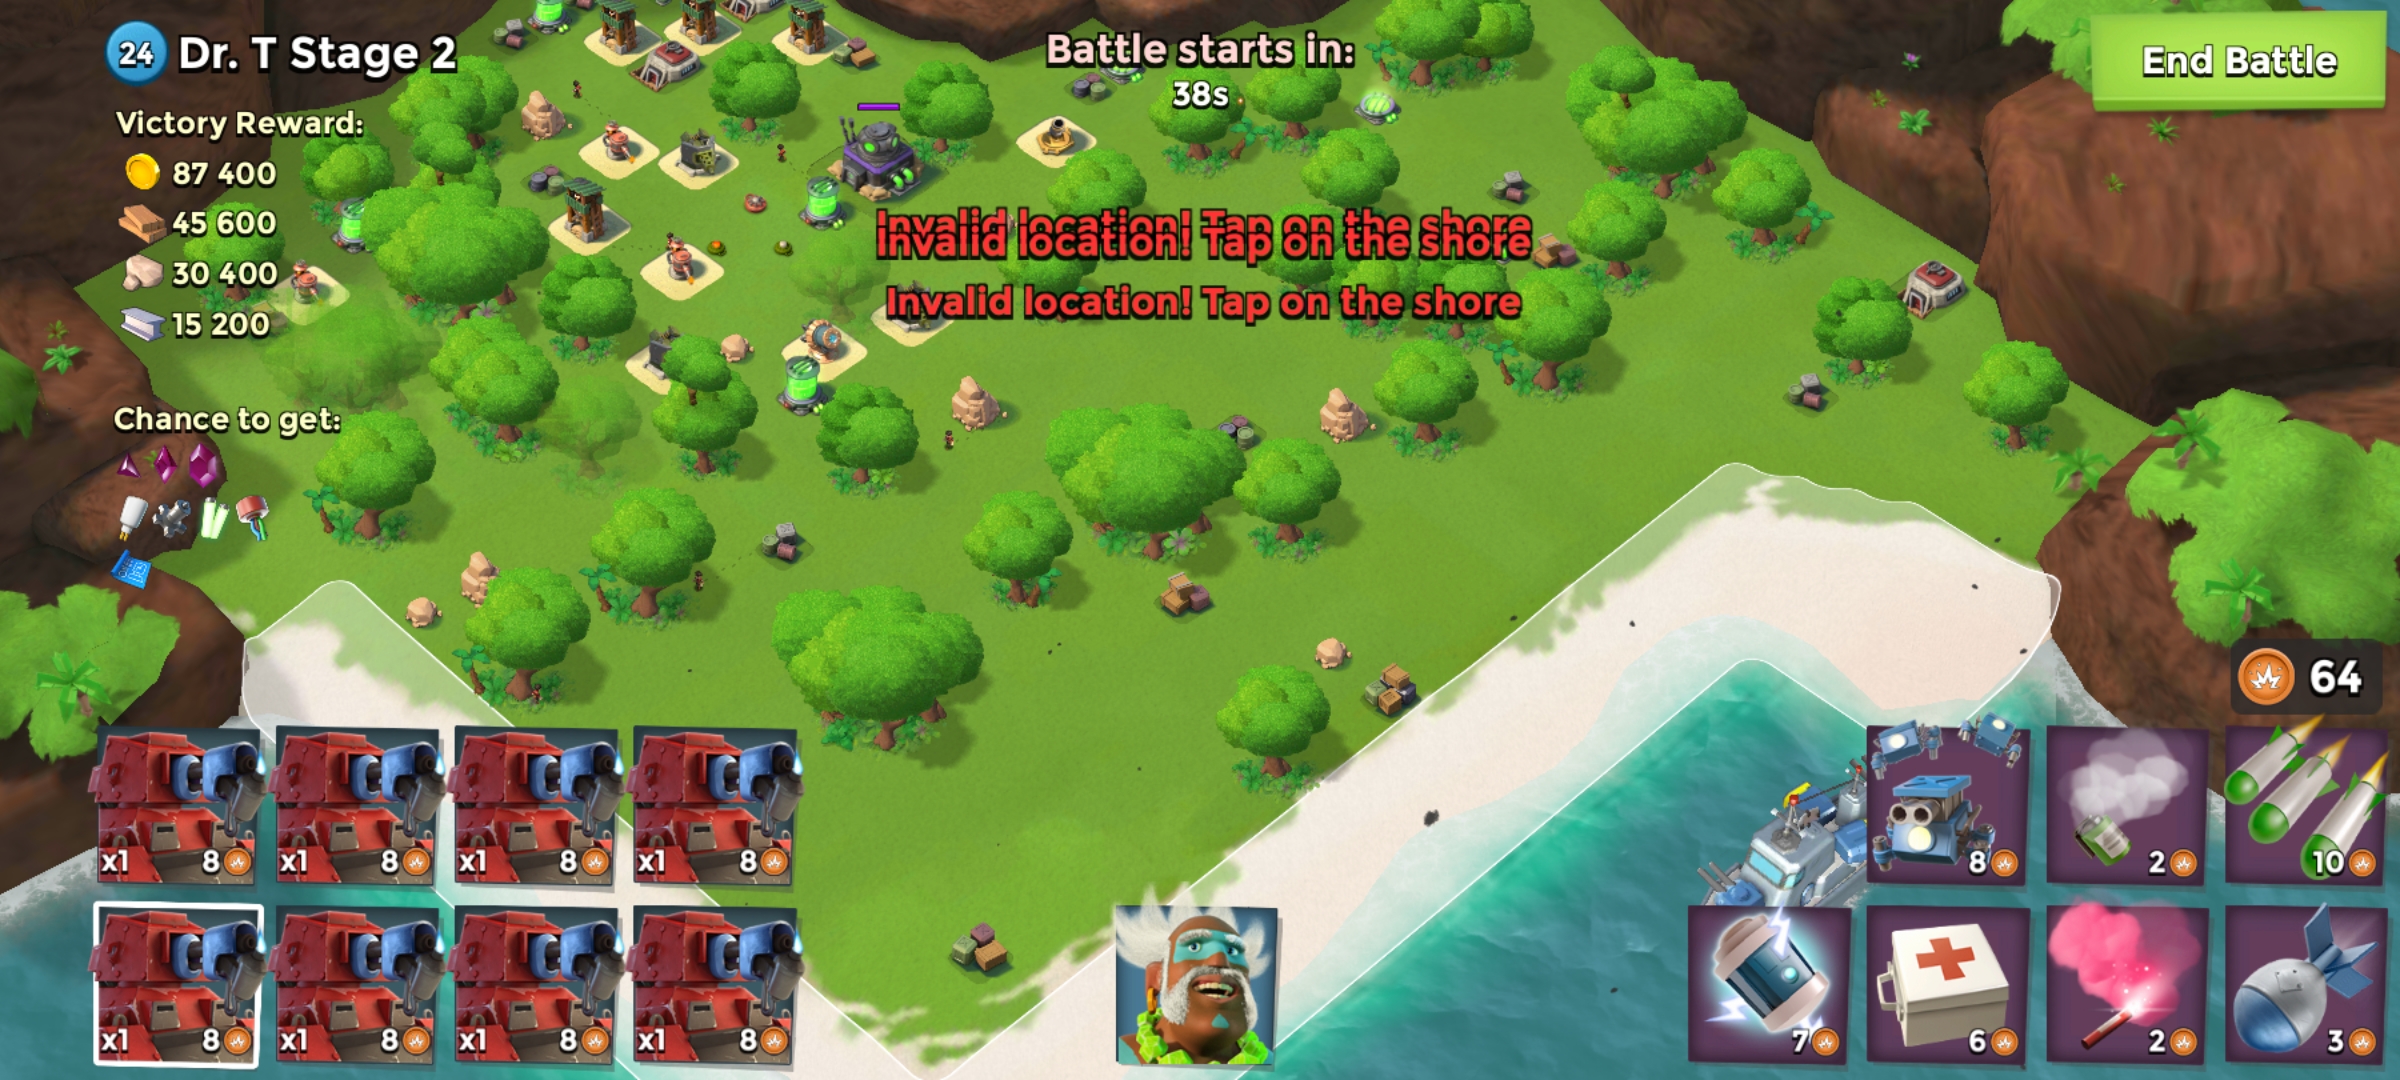 24 Dr. T Stage 2
Battle starts in:
38s
End Battle
Victory Reward:
87 400
45 600
30 400
15 200
Invalid location! Tap on the shore
Invalid location! Tap on the shore
Invalid location! Tap on the shore
Chance to get:
64
x1 8 x1 8 x1 8 x1 8
8 2 10
x1 8 x1 8 x1 8 x1 8
7 6 2 3